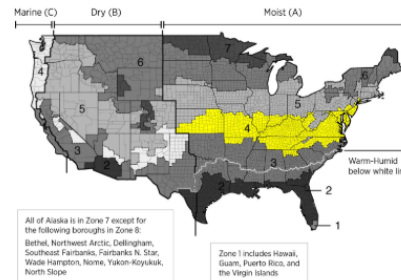 Marine (C)
Dry (B)
Moist (A)
7
6
6
4
5
5
4
3
3
2
2
2
1
Warm-Humid
below white li
All of Alaska is in Zone 7 except for
the following boroughs in Zone 8:
Bethel, Northwest Arctic, Dellingham,
Southeast Fairbanks, Fairbanks N. Star,
Wade Hampton, Nome, Yukon-Koyukuk,
North Slope
Zone 1 includes Hawaii,
Guam, Puerto Rico, and
the Virgin Islands